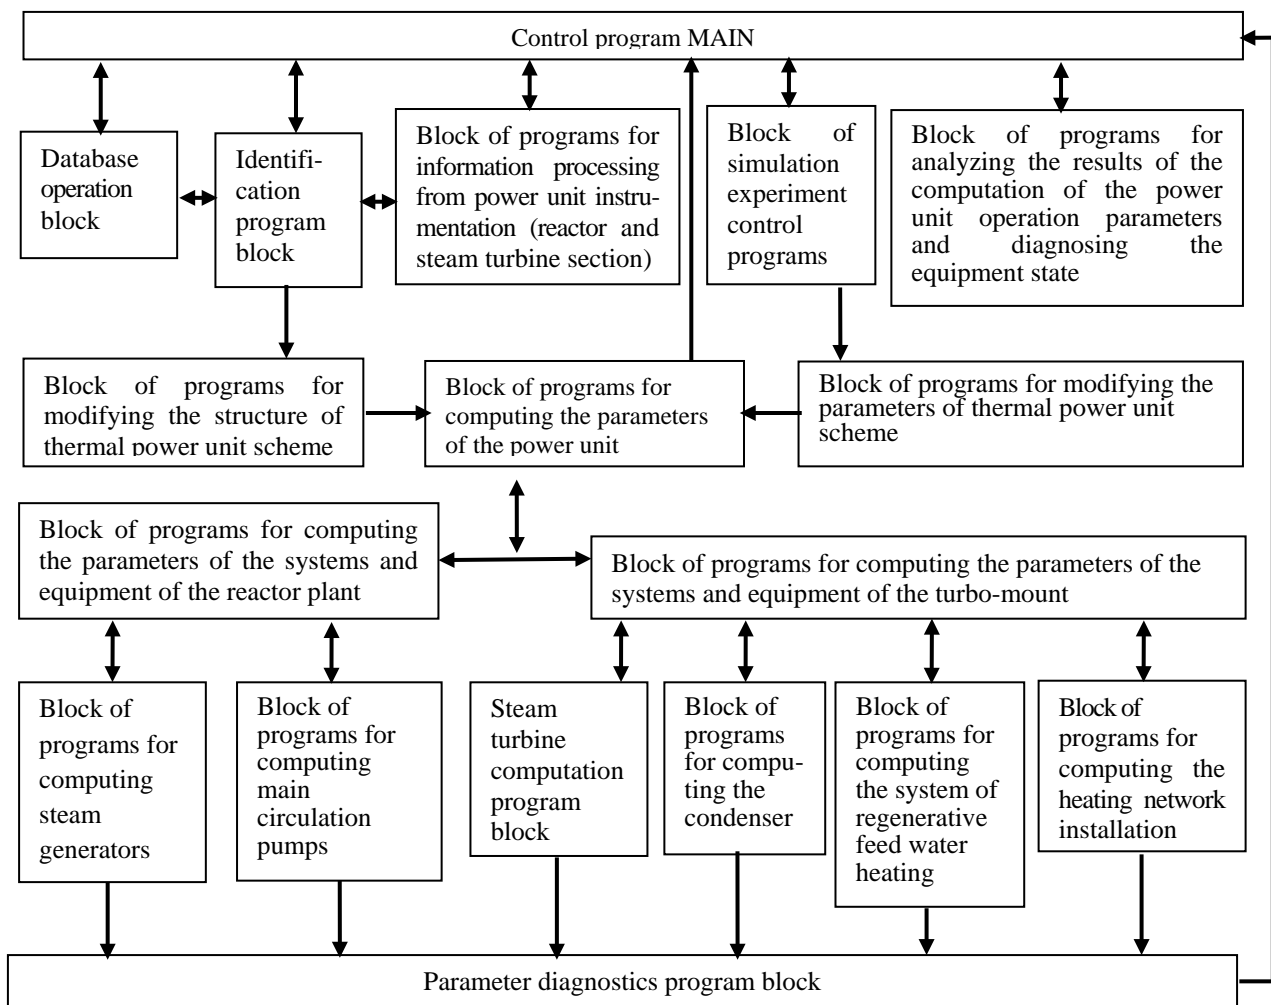 Control program MAIN
Database
operation
block
Identifi-
cation
program
block
Block of programs for
information processing
from power unit instru-
mentation (reactor and
steam turbine section)
Block of
simulation
experiment
control
programs
Block of programs for
analyzing the results of the
computation of the power
unit operation parameters
and diagnosing the
equipment state
Block of programs for
modifying the structure of
thermal power unit scheme
Block of programs for
computing the parameters
of the power unit
Block of programs for modifying the
parameters of thermal power unit
scheme
Block of programs for computing
the parameters of the systems and
equipment of the reactor plant
Block of programs for computing the parameters of the
systems and equipment of the turbo-mount
Block of
programs for
computing
steam
generators
Block of
programs for
computing
main
circulation
pumps
Steam
turbine
computation
program
block
Block of
programs
for compu-
ting the
condenser
Block of
programs for
computing
the system of
regenerative
feed water
heating
Block of
programs for
computing the
heating network
installation
Parameter diagnostics program block